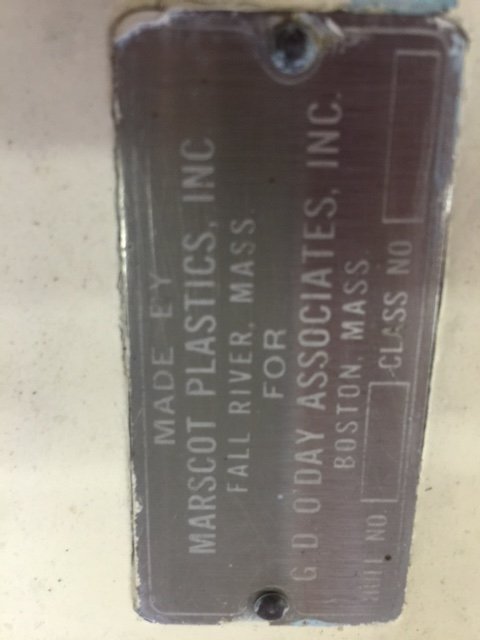 MADE BY
MARSCOT PLASTICS, INC
FALL RIVER, MASS.
FOR
G D O'DAY ASSOCIATES, INC.
BOSTON, MASS.
HULL NO CLASS NO